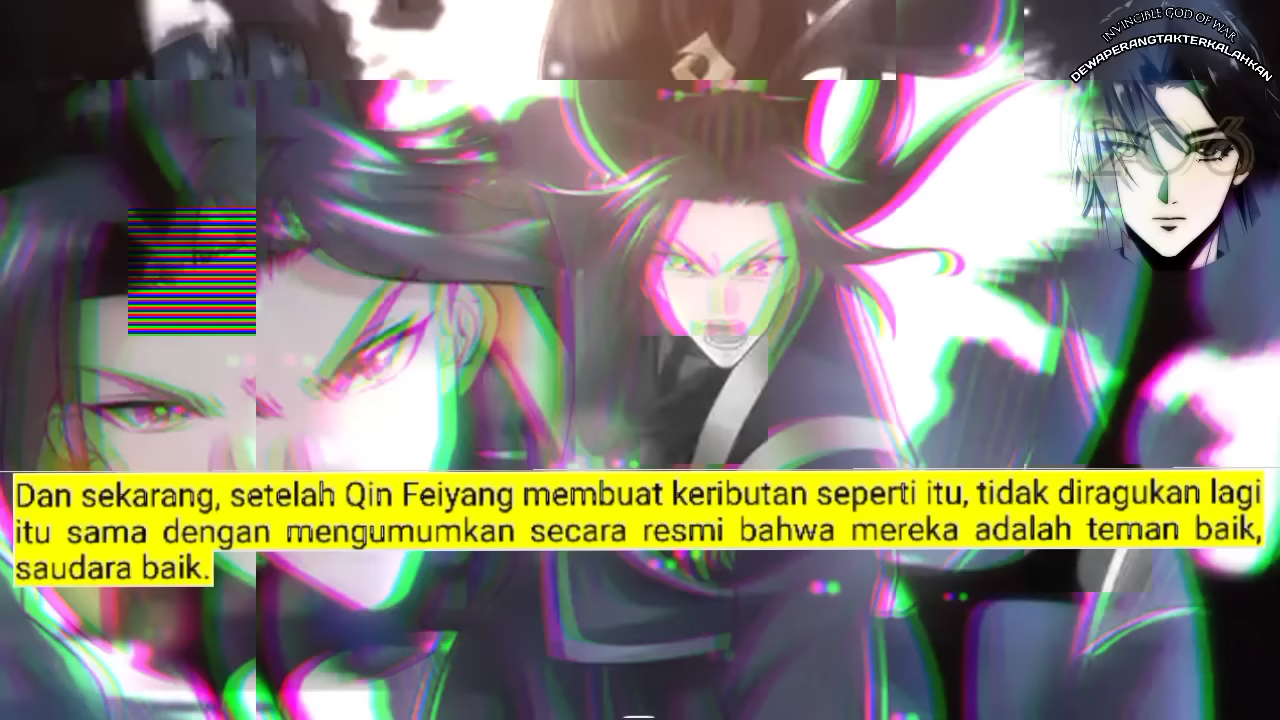 INVINCIBLE GOD OF WAR
DEWAPERANGTAKTERKALAHKAN
Dan sekarang, setelah Qin Feiyang membuat keributan seperti itu, tidak diragukan lagi
itu sama dengan mengumumkan secara resmi bahwa mereka adalah teman baik,
saudara baik.